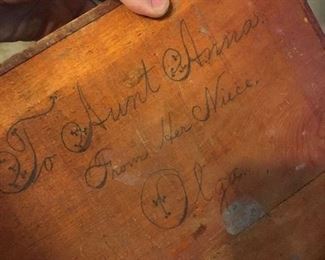 To Aunt Anna.
From Her Niece.
Olga.